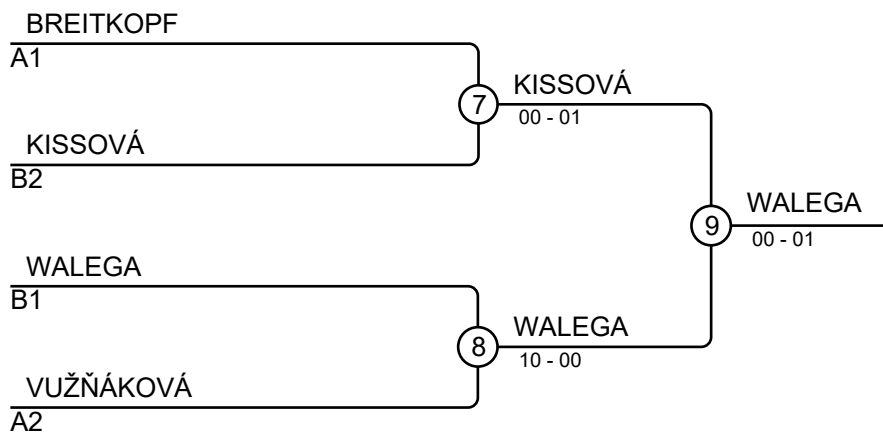 BREITKOPF
A1
7
KISSOVÁ
00 - 01
KISSOVÁ
B2
9
WALEGA
00 - 01
WALEGA
B1
8
WALEGA
10 - 00
VUŽŇÁKOVÁ
A2